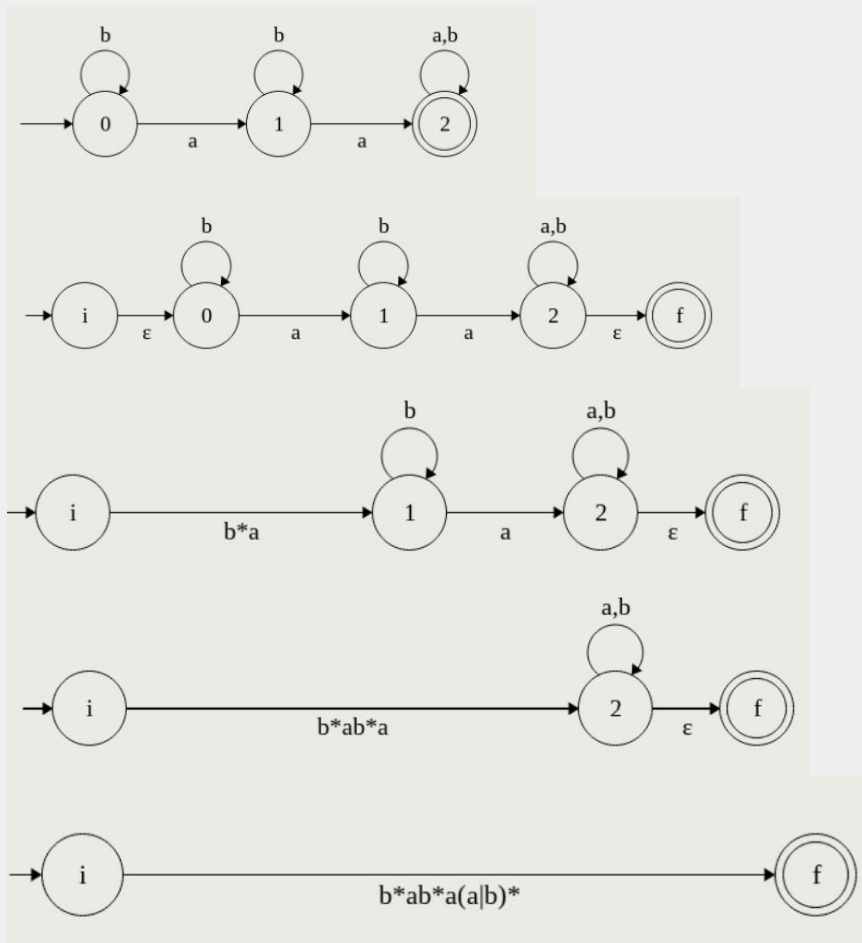 b b a,b
0 a 1 a 2
b b a,b
i ε 0 a 1 a 2 ε f
b a,b
i b*a 1 a 2 ε f
a,b
i b*ab*a 2 ε f
i b*ab*a(a|b)* f